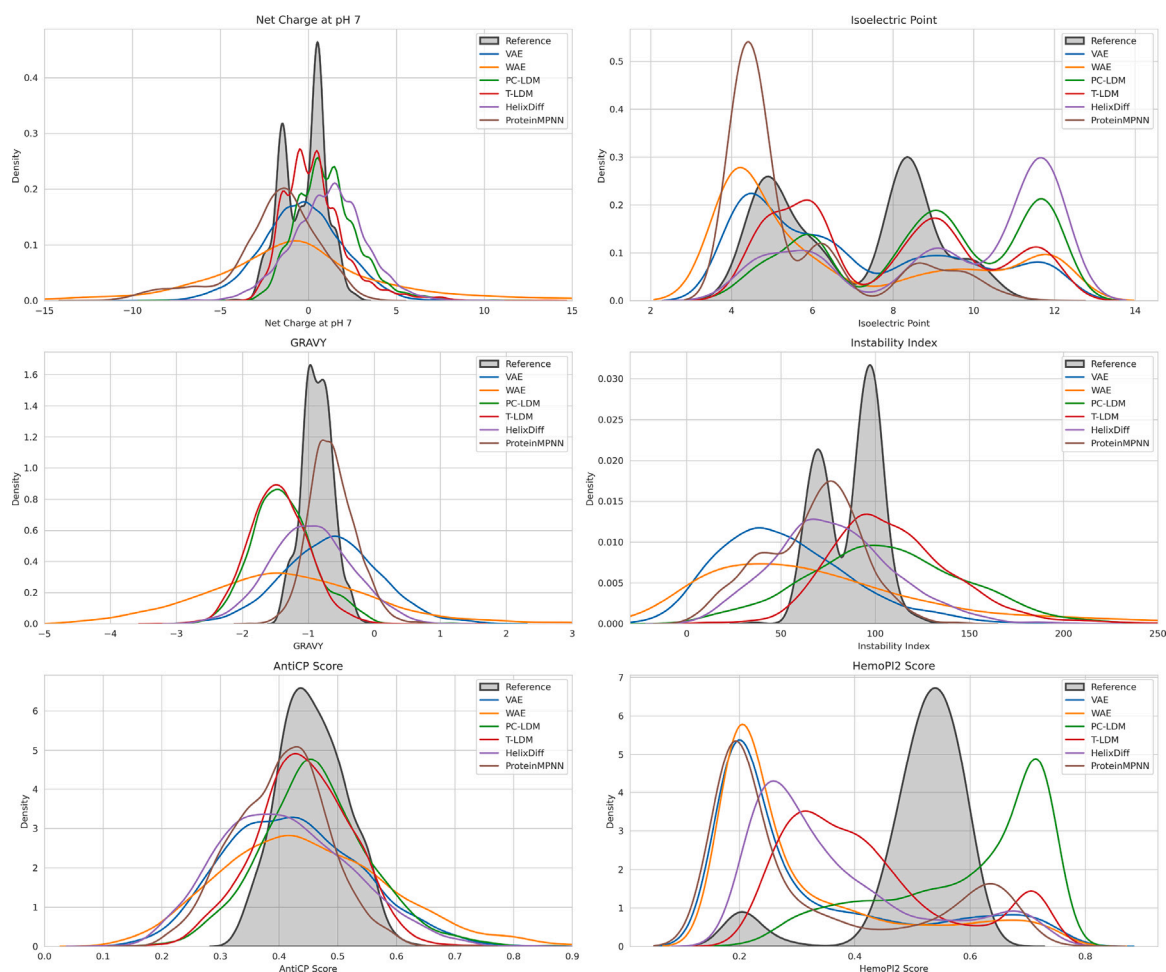 Net Charge at pH 7
Density
0.4
0.3
0.2
0.1
0.0
−15
−10
−5
0
5
10
15
Net Charge at pH 7
Reference
VAE
WAE
PC-LDM
T-LDM
HelixDiff
ProteinMPNN
Isoelectric Point
Density
0.5
0.4
0.3
0.2
0.1
0.0
2
4
6
8
10
12
14
Isoelectric Point
Reference
VAE
WAE
PC-LDM
T-LDM
HelixDiff
ProteinMPNN
GRAVY
Density
1.6
1.4
1.2
1.0
0.8
0.6
0.4
0.2
0.0
−5
−4
−3
−2
−1
0
1
2
3
GRAVY
Reference
VAE
WAE
PC-LDM
T-LDM
HelixDiff
ProteinMPNN
Instability Index
Density
0.030
0.025
0.020
0.015
0.010
0.005
0.000
0
50
100
150
200
250
Instability Index
Reference
VAE
WAE
PC-LDM
T-LDM
HelixDiff
ProteinMPNN
AntiCP Score
Density
6
5
4
3
2
1
0
0.0
0.1
0.2
0.3
0.4
0.5
0.6
0.7
0.8
0.9
AntiCP Score
Reference
VAE
WAE
PC-LDM
T-LDM
HelixDiff
ProteinMPNN
HemoPI2 Score
Density
7
6
5
4
3
2
1
0
0.2
0.4
0.6
0.8
HemoPI2 Score
Reference
VAE
WAE
PC-LDM
T-LDM
HelixDiff
ProteinMPNN